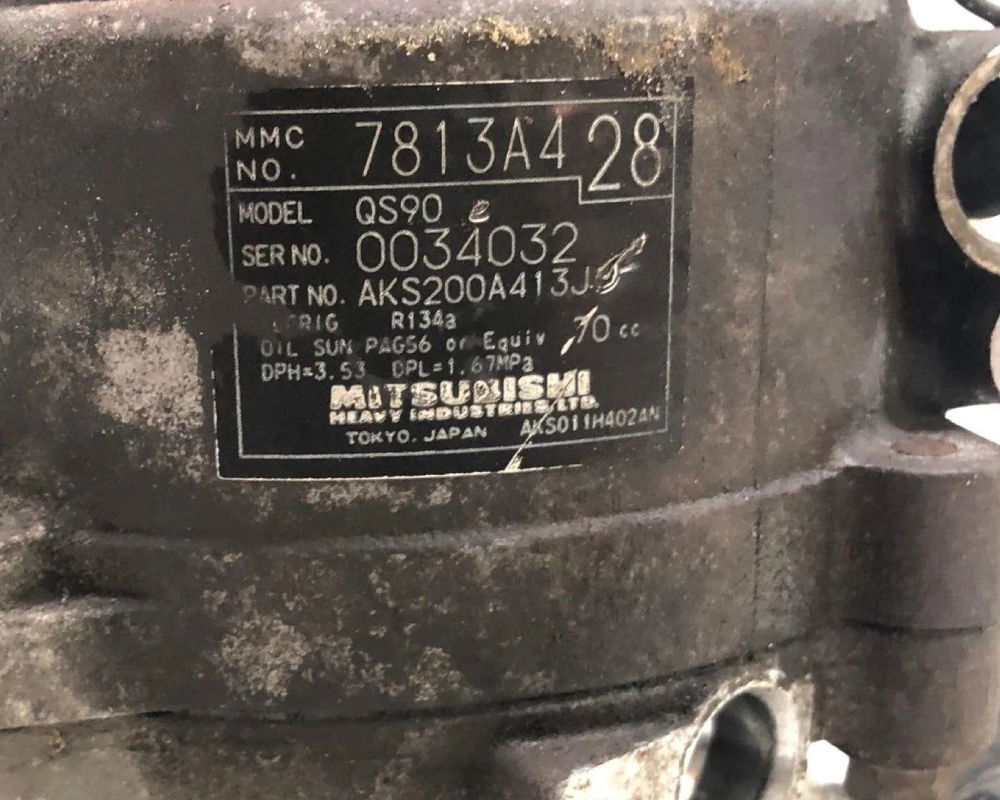 MMC NO. 7813A428
MODEL QS90
SER NO. 0034032
PART NO. AKS200A413J
R134a
OIL SUN PAG56 or Equiv 70cc
DPH=3.53 DPL=1.67MPa
MITSUBISHI
HEAVY INDUSTRIES, LTD.
TOKYO, JAPAN AKS011H402AN